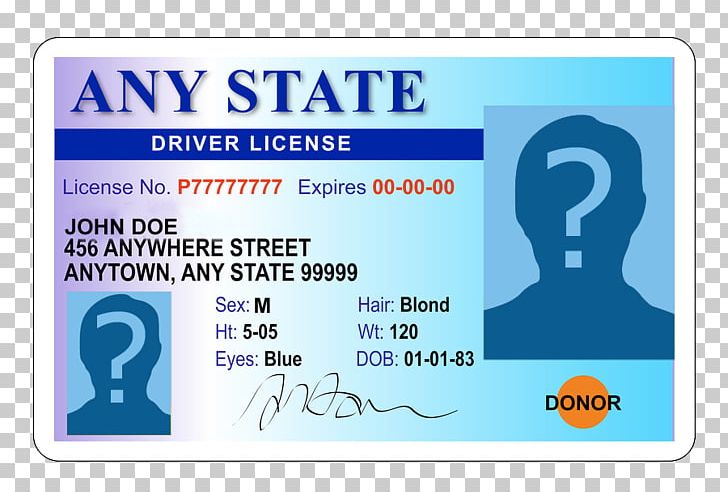 ANY STATE
DRIVER LICENSE
License No. P77777777 Expires 00-00-00
JOHN DOE
456 ANYWHERE STREET
ANYTOWN, ANY STATE 99999
Sex: M Hair: Blond
Ht: 5-05 Wt: 120
Eyes: Blue DOB: 01-01-83
DONOR
? 
?